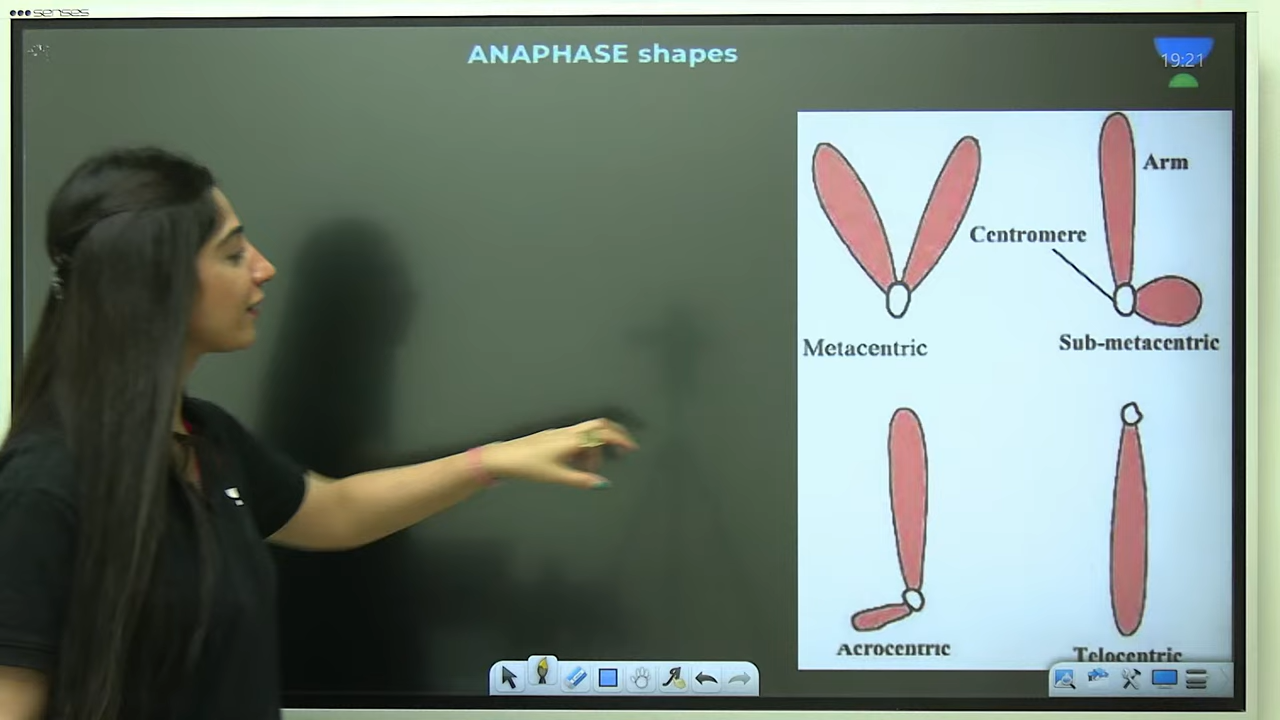 senses
ANAPHASE shapes
19:21
Arm
Centromere
Metacentric
Sub-metacentric
Acrocentric
Telocentric